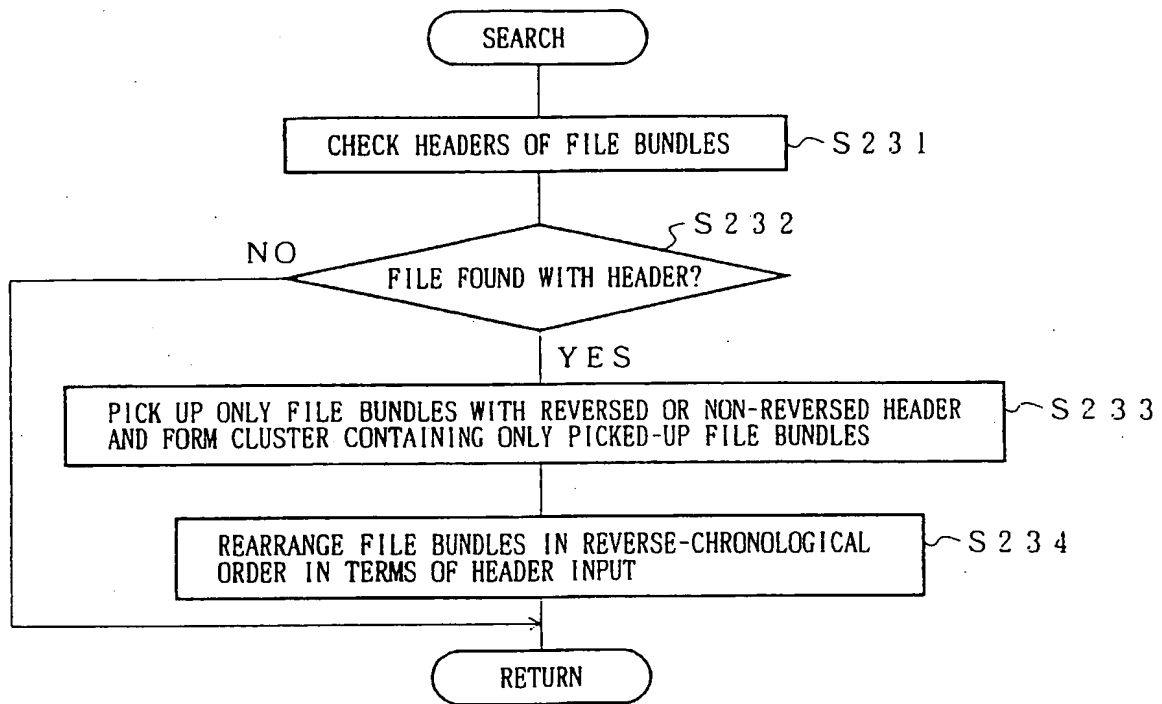 SEARCH
CHECK HEADERS OF FILE BUNDLES
S231
S232
NO
FILE FOUND WITH HEADER?
YES
PICK UP ONLY FILE BUNDLES WITH REVERSED OR NON-REVERSED HEADER
AND FORM CLUSTER CONTAINING ONLY PICKED-UP FILE BUNDLES
S233
REARRANGE FILE BUNDLES IN REVERSE-CHRONOLOGICAL
ORDER IN TERMS OF HEADER INPUT
S234
RETURN